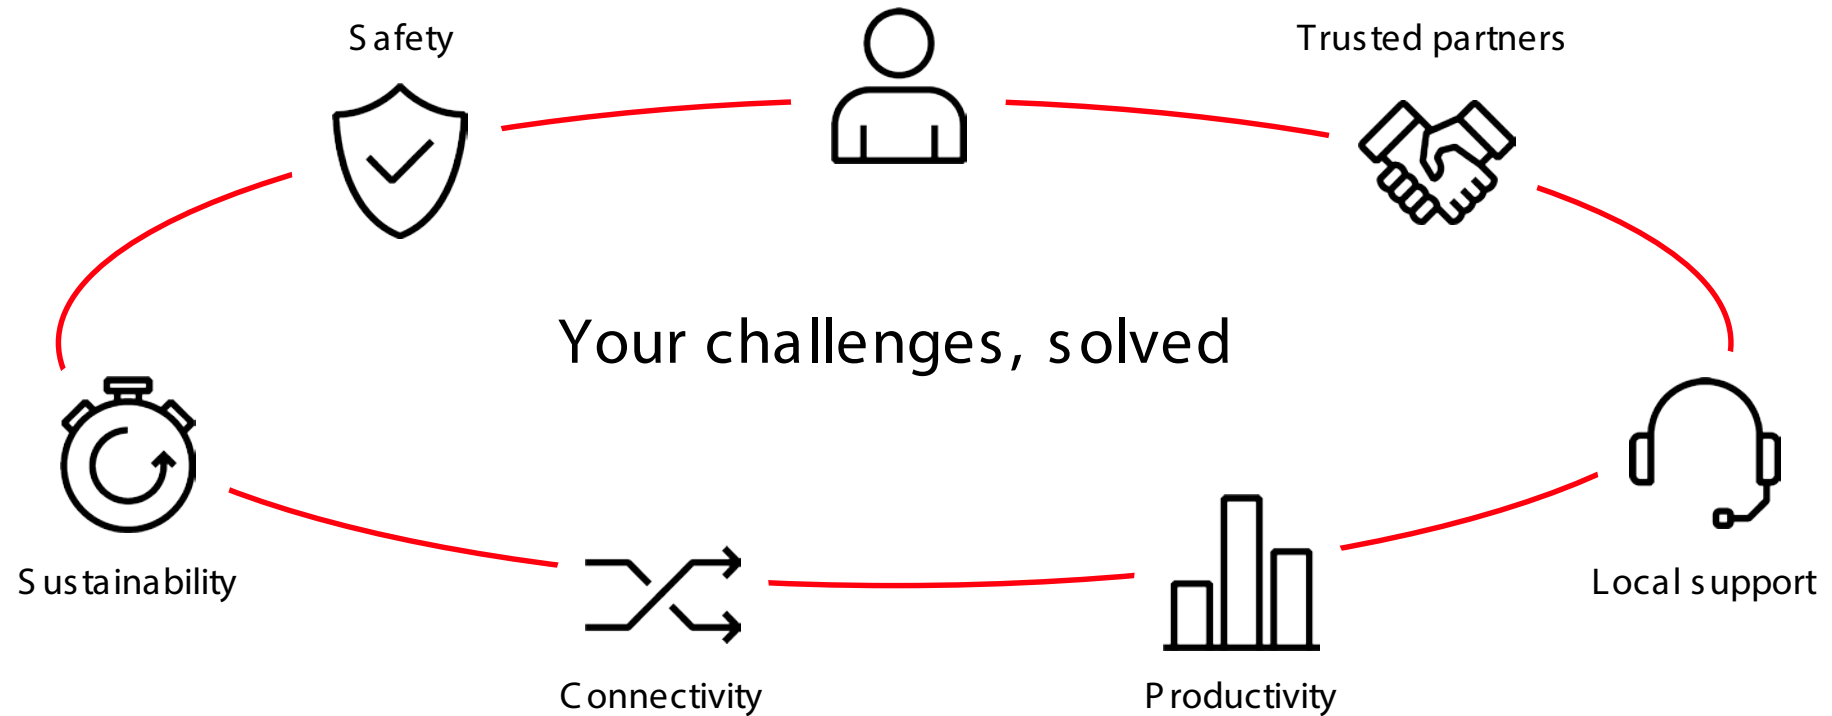 Safety
Trusted partners
Your challenges, solved
Sustainability
Local support
Connectivity
Productivity